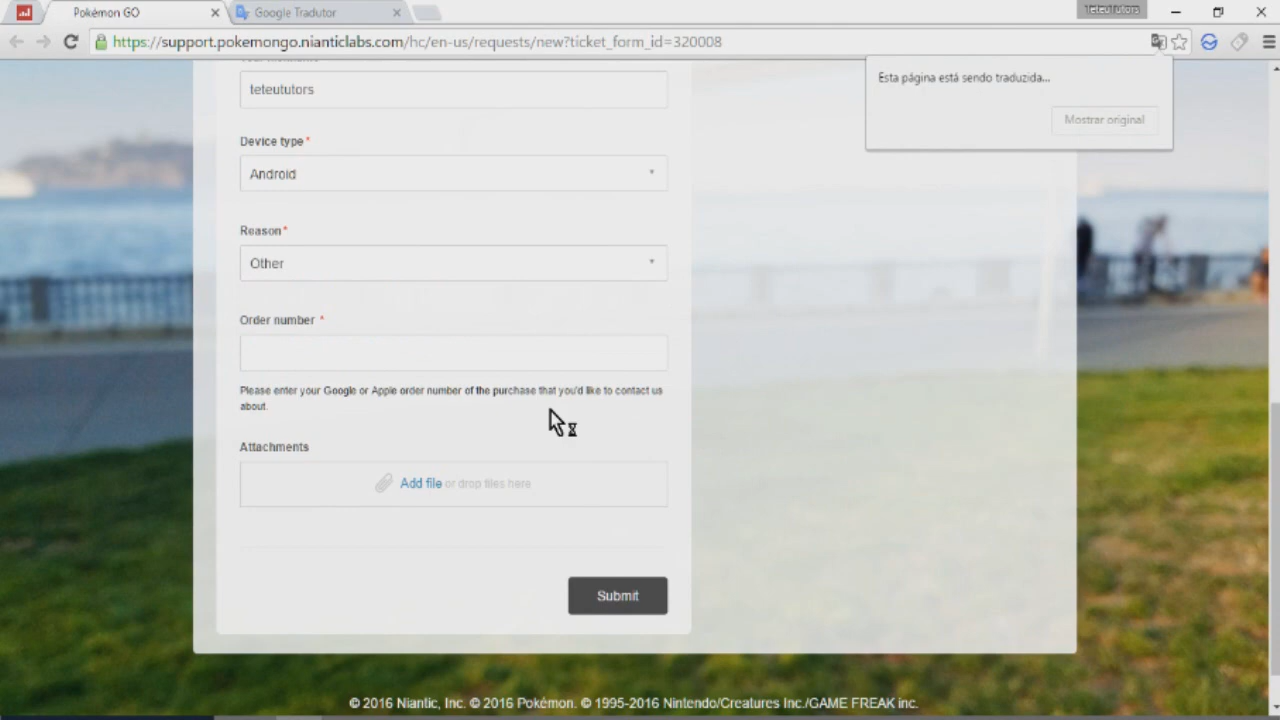 Pokémon GO
Google Tradutor
TeteuTutors
https://support.pokemongo.nianticlabs.com/hc/en-us/requests/new?ticket_form_id=320008
Esta página está sendo traduzida...
Mostrar original
teteututors
Device type*
Android
Reason*
Other
Order number *
Please enter your Google or Apple order number of the purchase that you'd like to contact us
about.
Attachments
Add file or drop files here
Submit
© 2016 Niantic, Inc. © 2016 Pokémon. © 1995-2016 Nintendo/Creatures Inc./GAME FREAK inc.